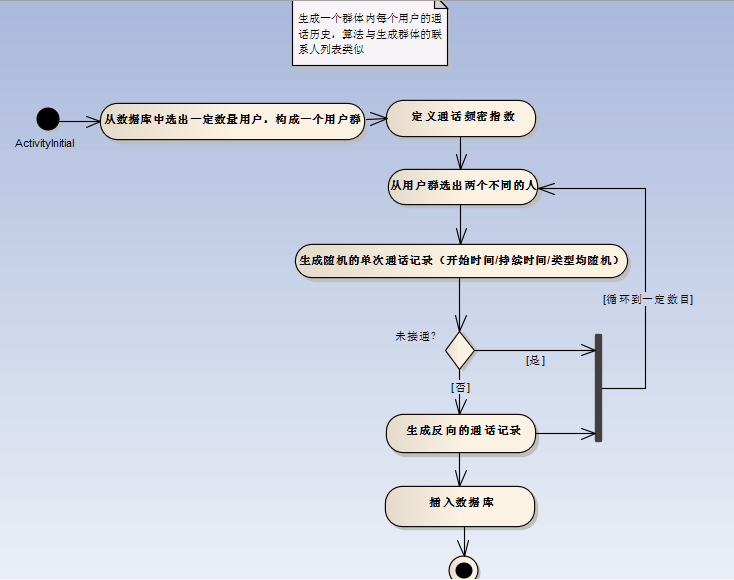 生成一个群体内每个用户的通
话历史，算法与生成群体的联
系人列表类似
ActivityInitial
从数据库中选出一定数量用户，构成一个用户群
定义通话频密指数
从用户群选出两个不同的人
生成随机的单次通话记录（开始时间/持续时间/类型均随机）
[循环到一定数目]
未接通?
[是]
[否]
生成反向的通话记录
插入数据库